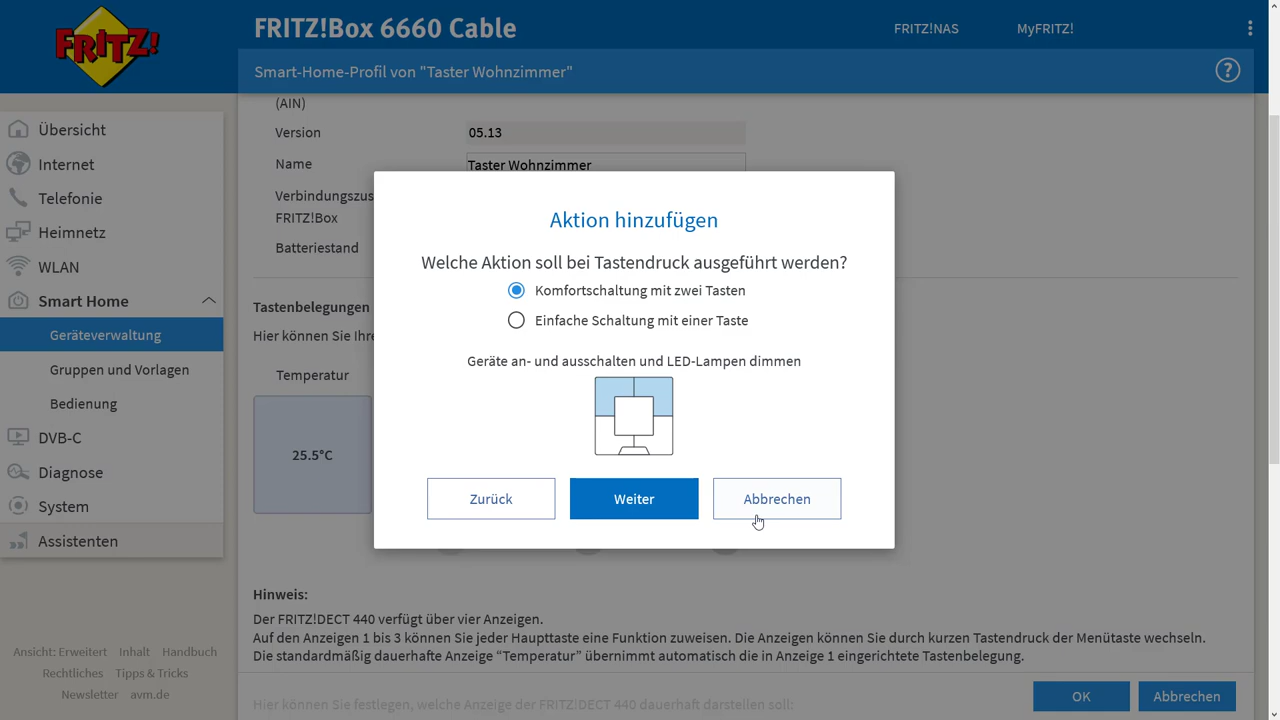 FRITZ!
FRITZ!Box 6660 Cable
FRITZ!NAS
MyFRITZ!
Smart-Home-Profil von "Taster Wohnzimmer"
?
Übersicht
Internet
Telefonie
Heimnetz
WLAN
Smart Home
Geräteverwaltung
Gruppen und Vorlagen
Bedienung
DVB-C
Diagnose
System
Assistenten
Ansicht: Erweitert Inhalt Handbuch
Rechtliches Tipps & Tricks
Newsletter avm.de
(AIN)
Version 05.13
Name Taster Wohnzimmer
Verbindungszus
FRITZ!Box
Batteriestand
Tastenbelegungen
Hier können Sie Ihre
Temperatur
25.5°C
Aktion hinzufügen
Welche Aktion soll bei Tastendruck ausgeführt werden?
Komfortschaltung mit zwei Tasten
Einfache Schaltung mit einer Taste
Geräte an- und ausschalten und LED-Lampen dimmen
Zurück
Weiter
Abbrechen
Hinweis:
Der FRITZ!DECT 440 verfügt über vier Anzeigen.
Auf den Anzeigen 1 bis 3 können Sie jeder Haupttaste eine Funktion zuweisen. Die Anzeigen können Sie durch kurzen Tastendruck der Menütaste wechseln.
Die standardmäßig dauerhafte Anzeige “Temperatur” übernimmt automatisch die in Anzeige 1 eingerichtete Tastenbelegung.
Hier können Sie festlegen, welche Anzeige der FRITZ!DECT 440 dauerhaft darstellen soll:
OK
Abbrechen